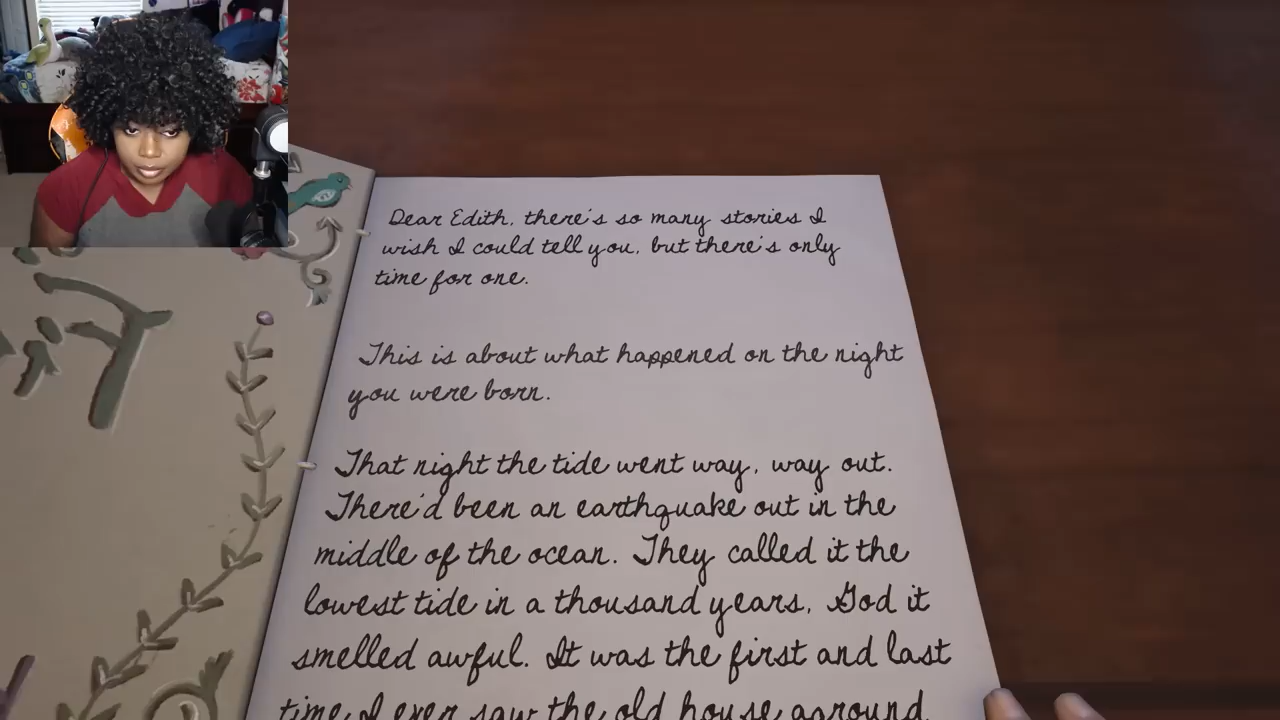 Dear Edith, there's so many stories I
wish I could tell you, but there's only
time for one.
This is about what happened on the night
you were born.
That night the tide went way, way out.
There'd been an earthquake out in the
middle of the ocean. They called it the
lowest tide in a thousand years, God it
smelled awful. It was the first and last
time I ever saw the old house aground.